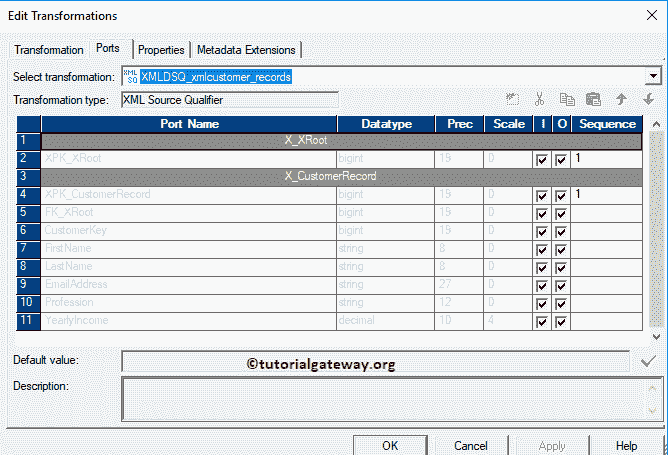 Edit Transformations
Transformation Ports Properties Metadata Extensions
Select transformation: XML SQ XMLDSQ_xmlcustomer_records
Transformation type: XML Source Qualifier
Port Name Datatype Prec Scale I O Sequence
1 X_XRoot
2 XPK_XRoot bigint 19 0 1
3 X_CustomerRecord
4 XPK_CustomerRecord bigint 19 0 1
5 FK_XRoot bigint 19 0
6 CustomerKey bigint 19 0
7 FirstName string 8 0
8 LastName string 8 0
9 EmailAddress string 27 0
10 Profession string 12 0
11 YearlyIncome decimal 10 4
Default value:
©tutorialgateway.org
Description:
OK Cancel Apply Help